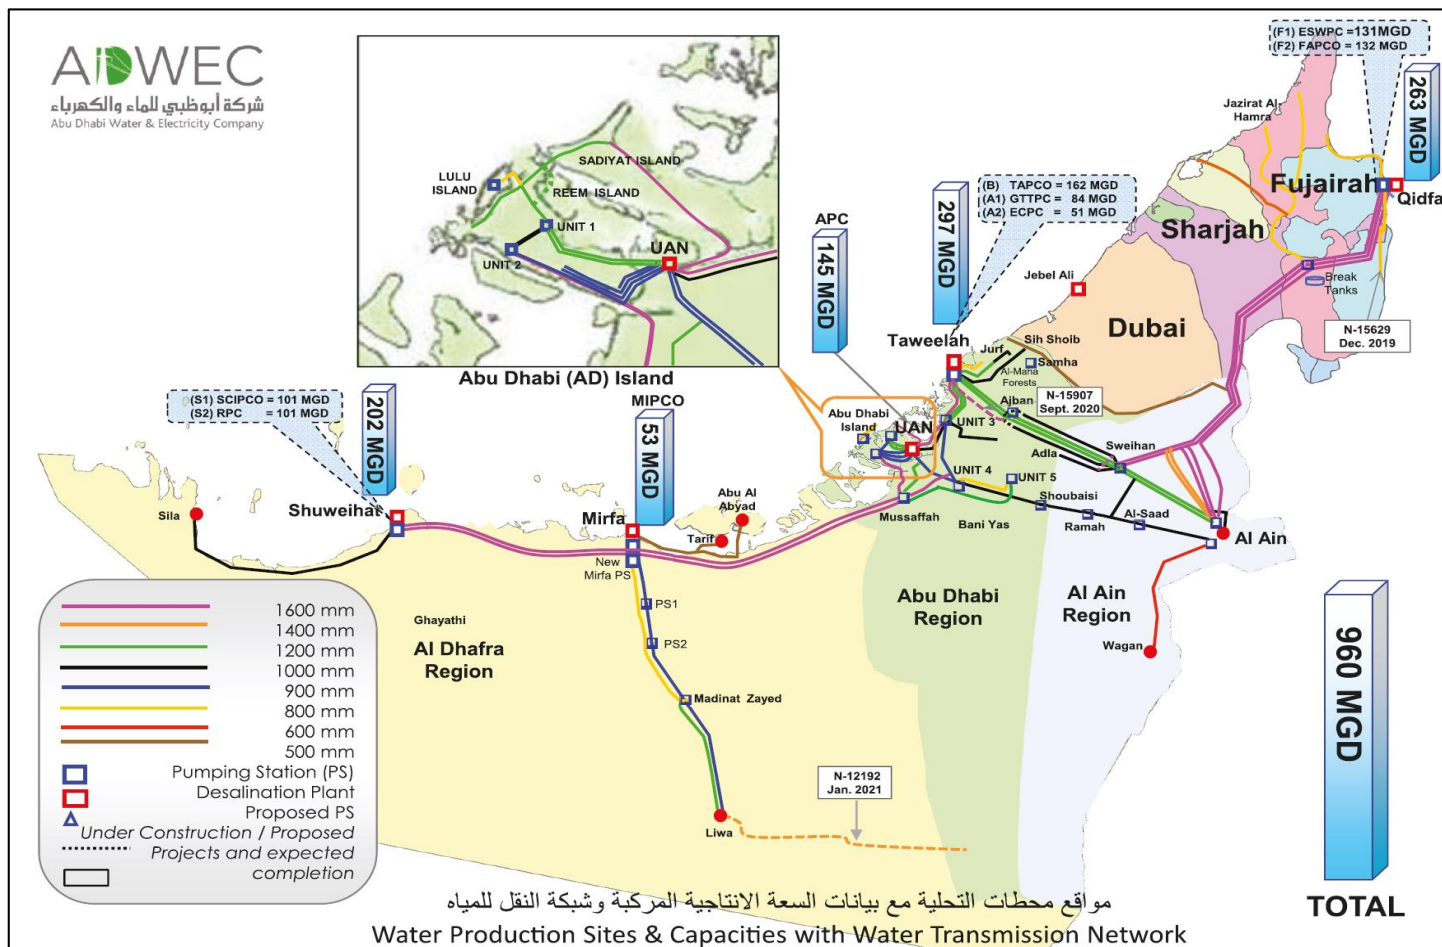 ADWEC
شركة أبوظبي للماء والكهرباء
Abu Dhabi Water & Electricity Company
LULU
ISLAND
SADIYAT ISLAND
REEM ISLAND
UNIT 1
UNIT 2
UAN
Abu Dhabi (AD) Island
(F1) ESWPC =131MGD
(F2) FAPCO = 132 MGD
263 MGD
Jazirat Al-
Hamra
Fujairah
Qidfa
Sharjah
Break
Tanks
N-15629
Dec. 2019
(B) TAPCO = 162 MGD
(A1) GTTPC = 84 MGD
(A2) ECPC = 51 MGD
297 MGD
APC
145 MGD
Jebel Ali
Dubai
Taweelah
Jurf
Sih Shoib
Samha
Al-Maha
Forests
N-15907
Sept. 2020
Ajban
Abu Dhabi
Island
UAN
UNIT 3
Adla
Sweihan
UNIT 4
UNIT 5
Mussaffah
Bani Yas
Shoubaisi
Ramah
Al-Saad
Al Ain
(S1) SCIPCO = 101 MGD
(S2) RPC = 101 MGD
202 MGD
MIPCO
53 MGD
Sila
Shuweihat
Mirfa
Abu Al
Abyad
Tarif
New
Mirfa PS
PS1
PS2
Ghayathi
Al Dhafra
Region
Abu Dhabi
Region
Al Ain
Region
Wagan
Madinat Zayed
Liwa
N-12192
Jan. 2021
1600 mm
1400 mm
1200 mm
1000 mm
900 mm
800 mm
600 mm
500 mm
Pumping Station (PS)
Desalination Plant
Proposed PS
Under Construction / Proposed
Projects and expected
completion
960 MGD
TOTAL
مواقع محطات التحلية مع بيانات السعة الانتاجية المركبة وشبكة النقل للمياه
Water Production Sites & Capacities with Water Transmission Network